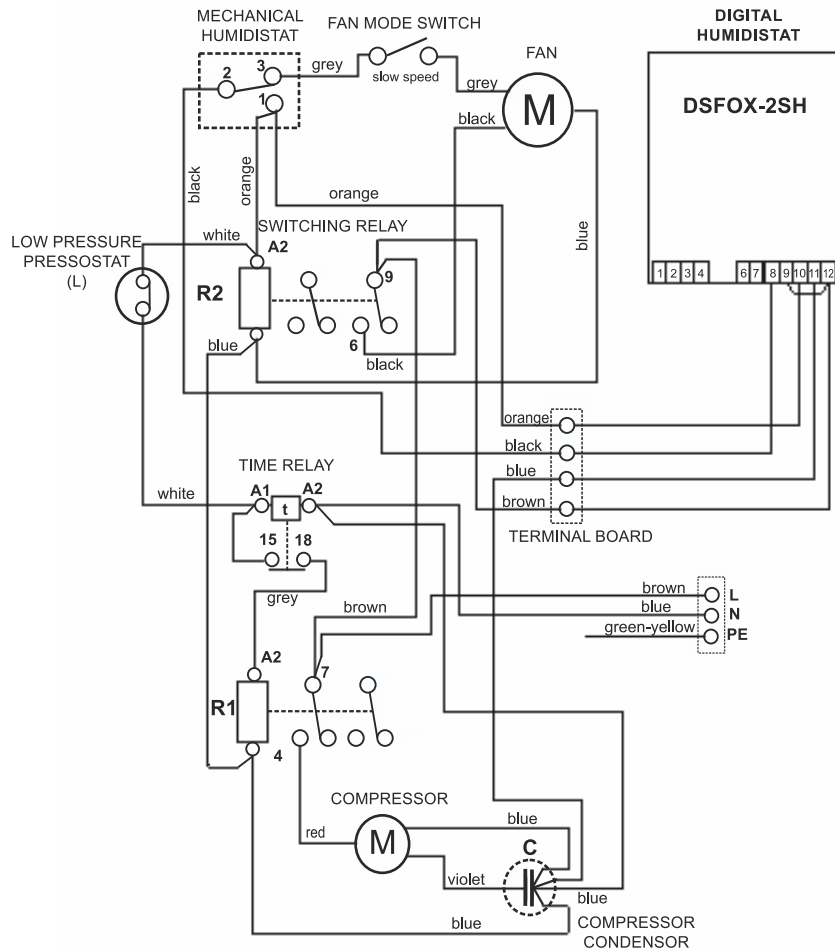 MECHANICAL
HUMIDISTAT
FAN MODE SWITCH
DIGITAL
HUMIDISTAT
FAN
2
3
1
grey
slow speed
grey
M
DSFOX-2SH
black
black
orange
orange
blue
LOW PRESSURE
PRESSOSTAT
(L)
white
SWITCHING RELAY
A2
R2
9
1 2 3 4 6 7 8 9 10 11 12
6
blue
black
orange
black
blue
brown
TERMINAL BOARD
TIME RELAY
white
A1
A2
t
15
18
grey
brown
brown
L
blue
N
green-yellow
PE
A2
7
R1
4
COMPRESSOR
red
M
blue
C
violet
blue
blue
COMPRESSOR
CONDENSOR